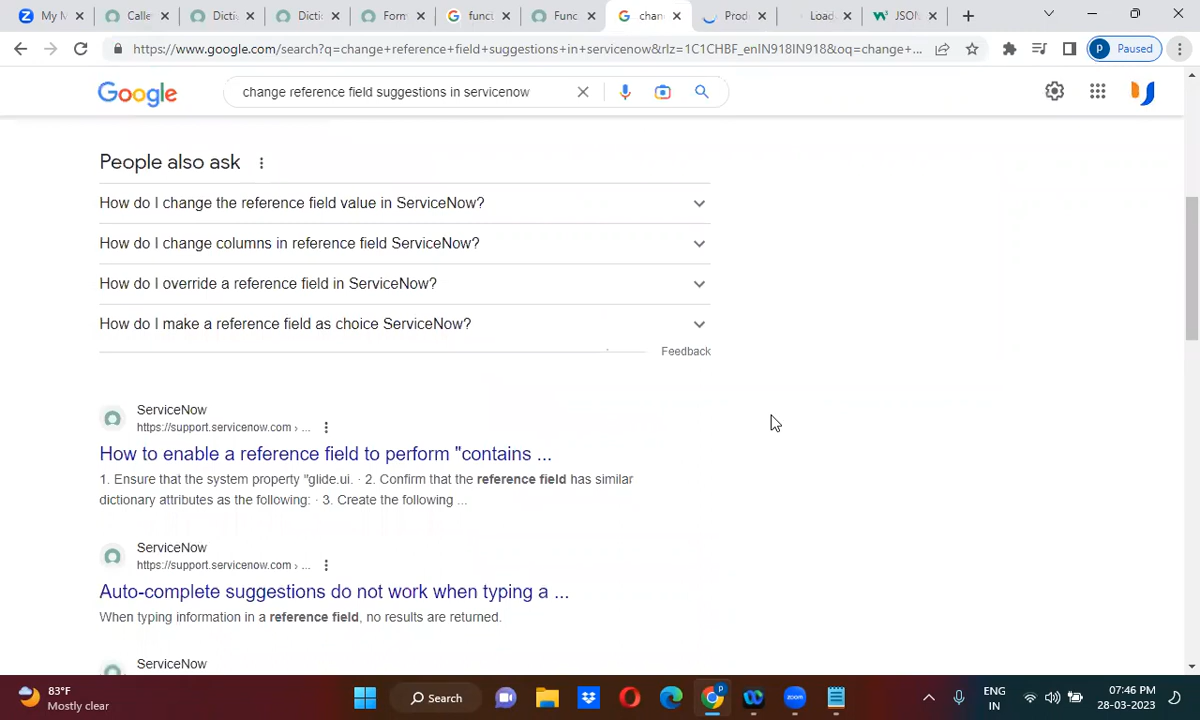 My M
Calle
Dictio
Dictio
Form
functi
Func
chan
Prod
Load
JSON
https://www.google.com/search?q=change+reference+field+suggestions+in+servicenow&rlz=1C1CHBF_enIN918IN918&oq=change+...
P Paused
Google
change reference field suggestions in servicenow
People also ask
How do I change the reference field value in ServiceNow?
How do I change columns in reference field ServiceNow?
How do I override a reference field in ServiceNow?
How do I make a reference field as choice ServiceNow?
Feedback
ServiceNow
https://support.servicenow.com › ...
How to enable a reference field to perform "contains ...
1. Ensure that the system property "glide.ui. · 2. Confirm that the reference field has similar
dictionary attributes as the following: · 3. Create the following ...
ServiceNow
https://support.servicenow.com › ...
Auto-complete suggestions do not work when typing a ...
When typing information in a reference field, no results are returned.
ServiceNow
83°F
Mostly clear
Search
zoom
ENG
IN
07:46 PM
28-03-2023